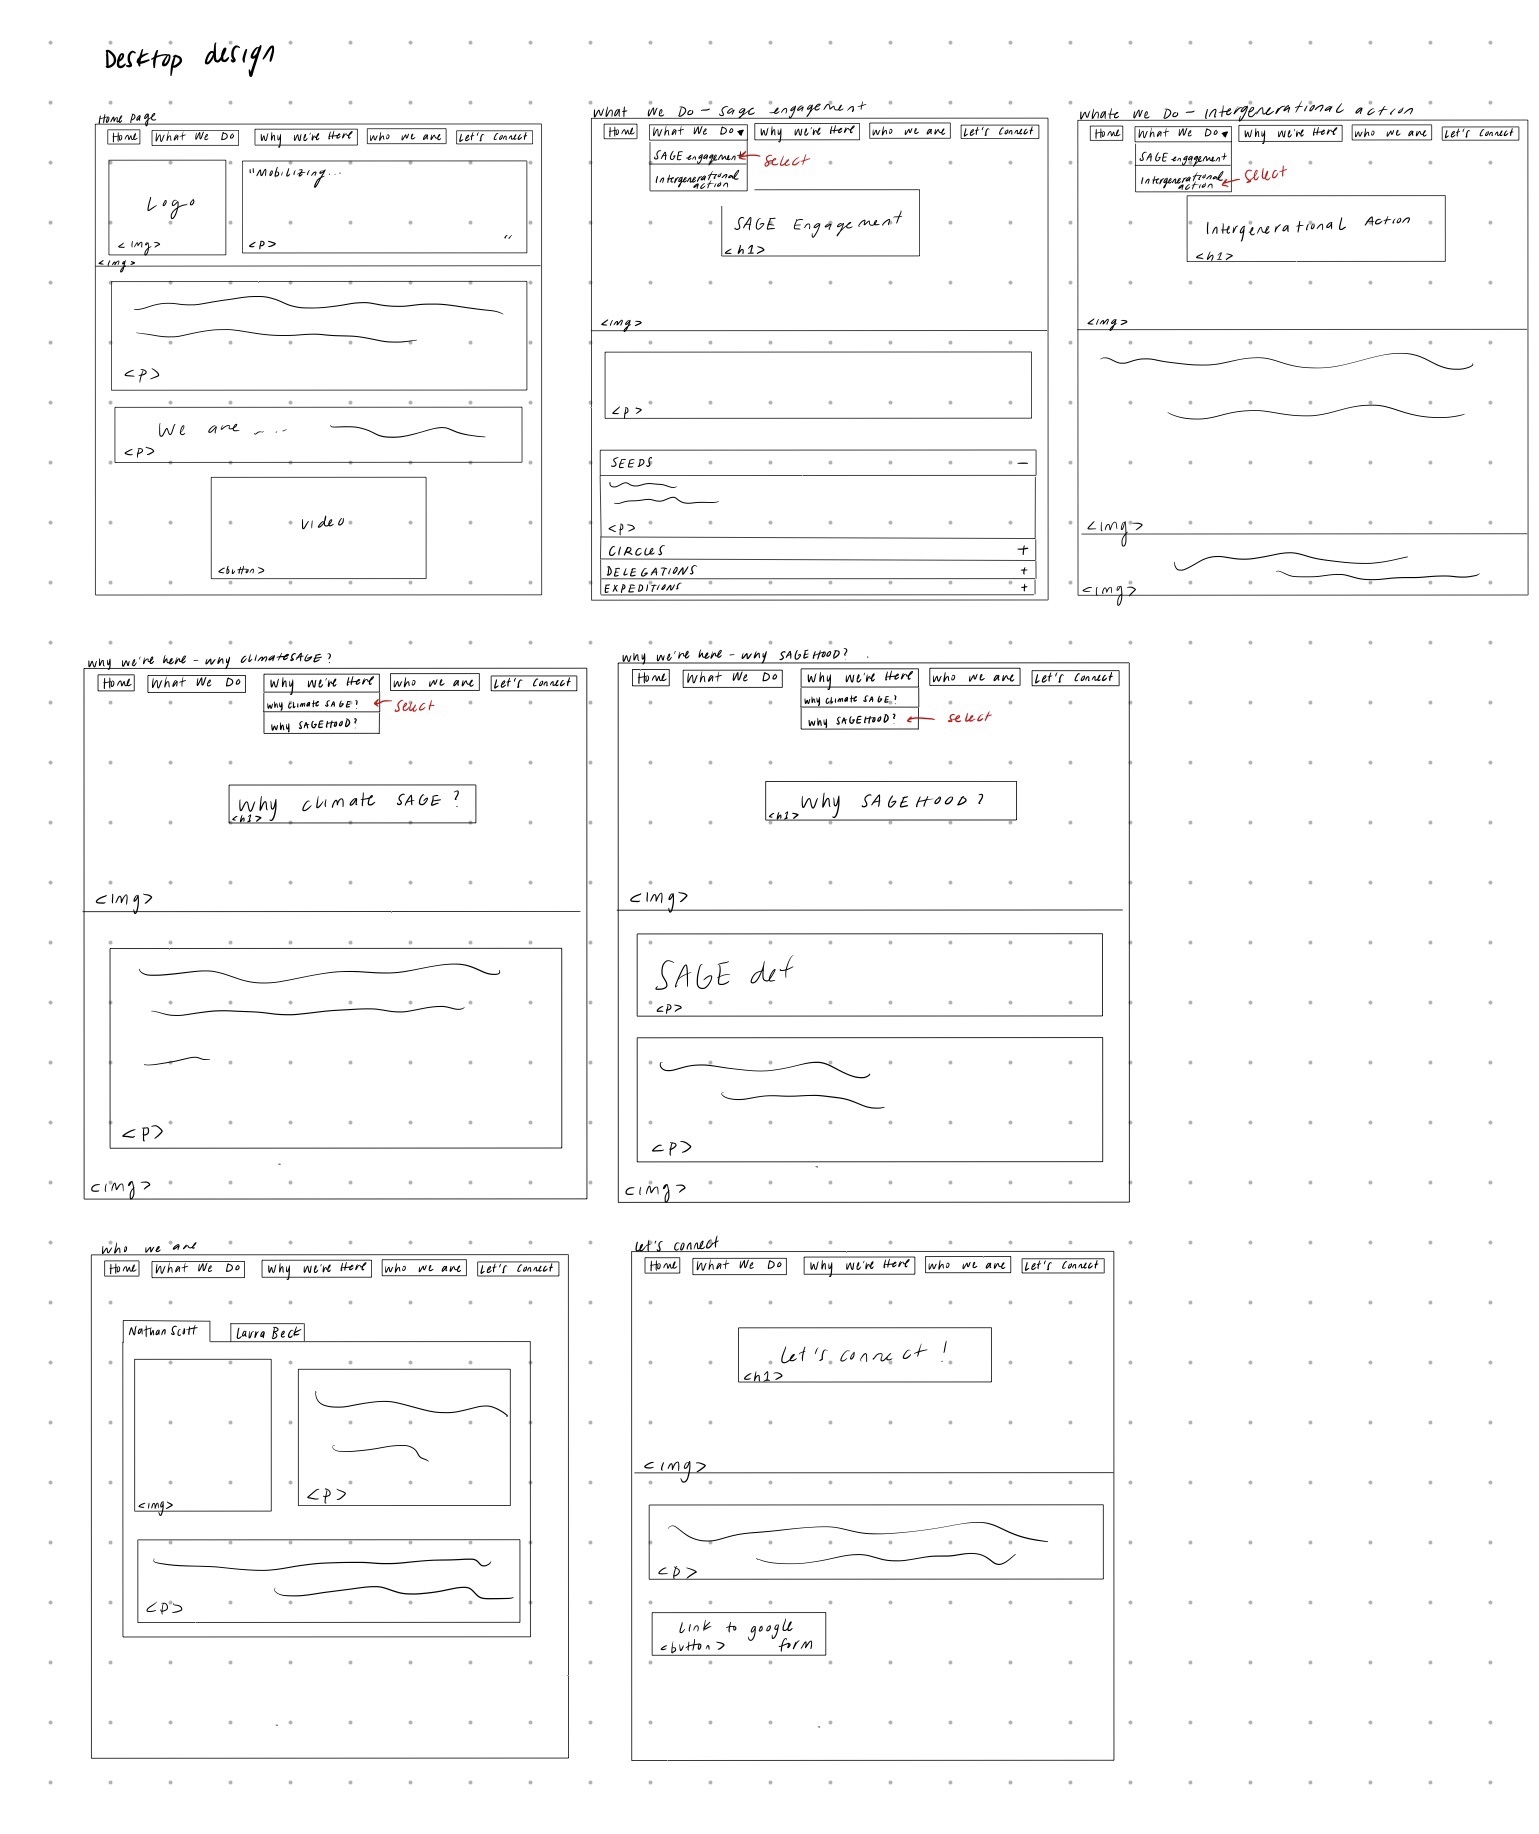 Desktop design
Home page
Home What We Do Why We're Here who we are Let's Connect
Logo
<img>
"Mobilizing...
"
<p>
<img>
<p>
We are ....
<p>
video
<button>
What We Do - Sage engagement
Home What We Do Why We're Here who we are Let's Connect
SAGE engagement select
Intergenerational
action
SAGE Engagement
<h1>
<img>
<p>
SEEDS −
<p>
CIRCLES +
DELEGATIONS +
EXPEDITIONS +
Whate We Do - Intergenerational action
Home What We Do Why We're Here who we are Let's Connect
SAGE engagement
Intergenerational
action select
Intergenerational Action
<h1>
<img>
<img>
<img>
why we're here - why climateSAGE?
Home What We Do Why We're Here who we are Let's Connect
why climate SAGE? select
why SAGEHOOD?
Why climate SAGE?
<h1>
<img>
<p>
<img>
why we're here - why SAGEHOOD?
Home What We Do Why We're Here who we are Let's Connect
why climate SAGE?
why SAGEHOOD? select
Why SAGEHOOD?
<h1>
<img>
SAGE def
<p>
<p>
<img>
who we are
Home What We Do Why We're Here who we are Let's Connect
Nathan Scott Laura Beck
<img>
<p>
<p>
let's connect
Home What We Do Why We're Here who we are Let's Connect
Let's connect!
<h1>
<img>
<p>
Link to google
form
<button>